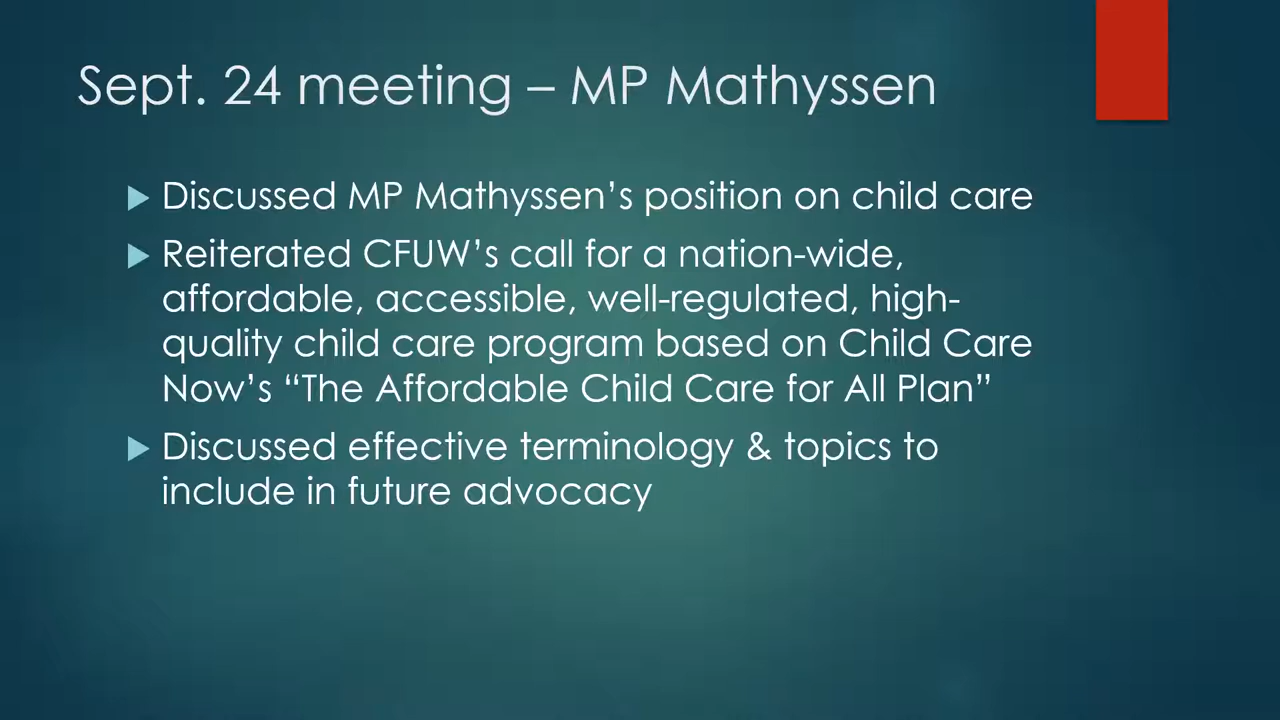 Sept. 24 meeting – MP Mathyssen
Discussed MP Mathyssen’s position on child care
Reiterated CFUW’s call for a nation-wide,
affordable, accessible, well-regulated, high-
quality child care program based on Child Care
Now’s “The Affordable Child Care for All Plan”
Discussed effective terminology & topics to
include in future advocacy